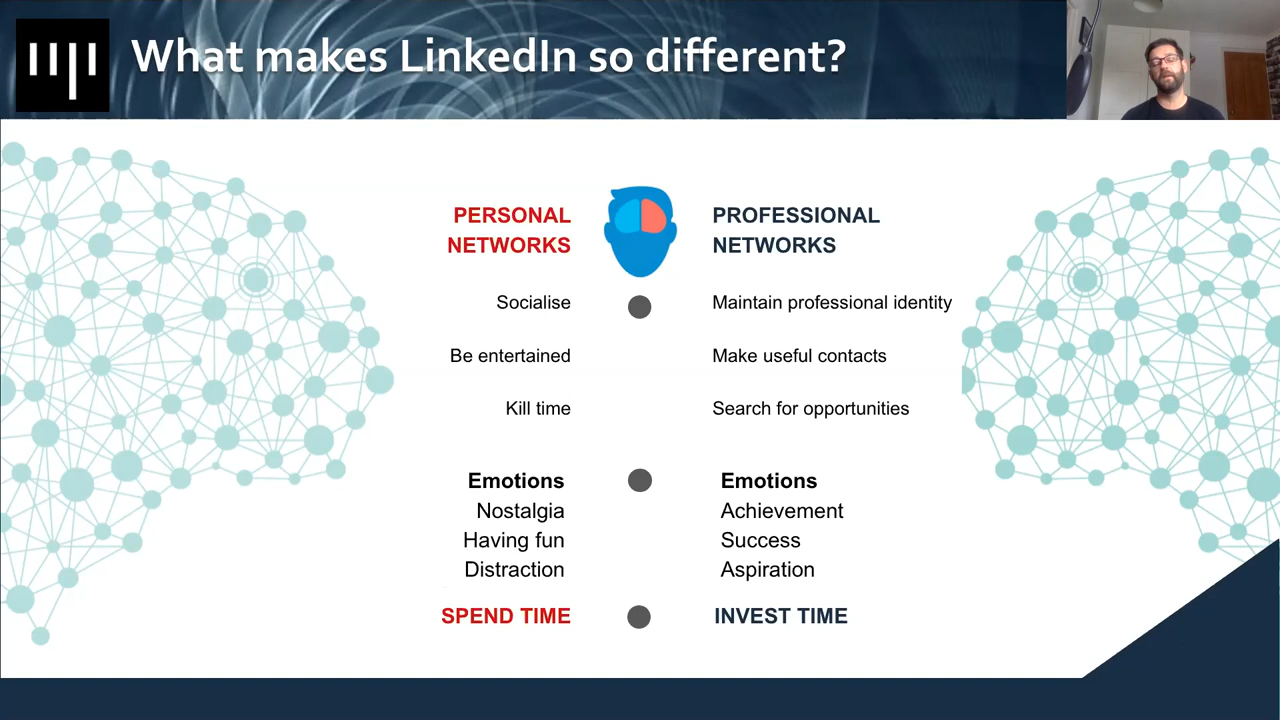 What makes LinkedIn so different?
PERSONAL
NETWORKS
Socialise
Be entertained
Kill time
Emotions
Nostalgia
Having fun
Distraction
SPEND TIME
PROFESSIONAL
NETWORKS
Maintain professional identity
Make useful contacts
Search for opportunities
Emotions
Achievement
Success
Aspiration
INVEST TIME